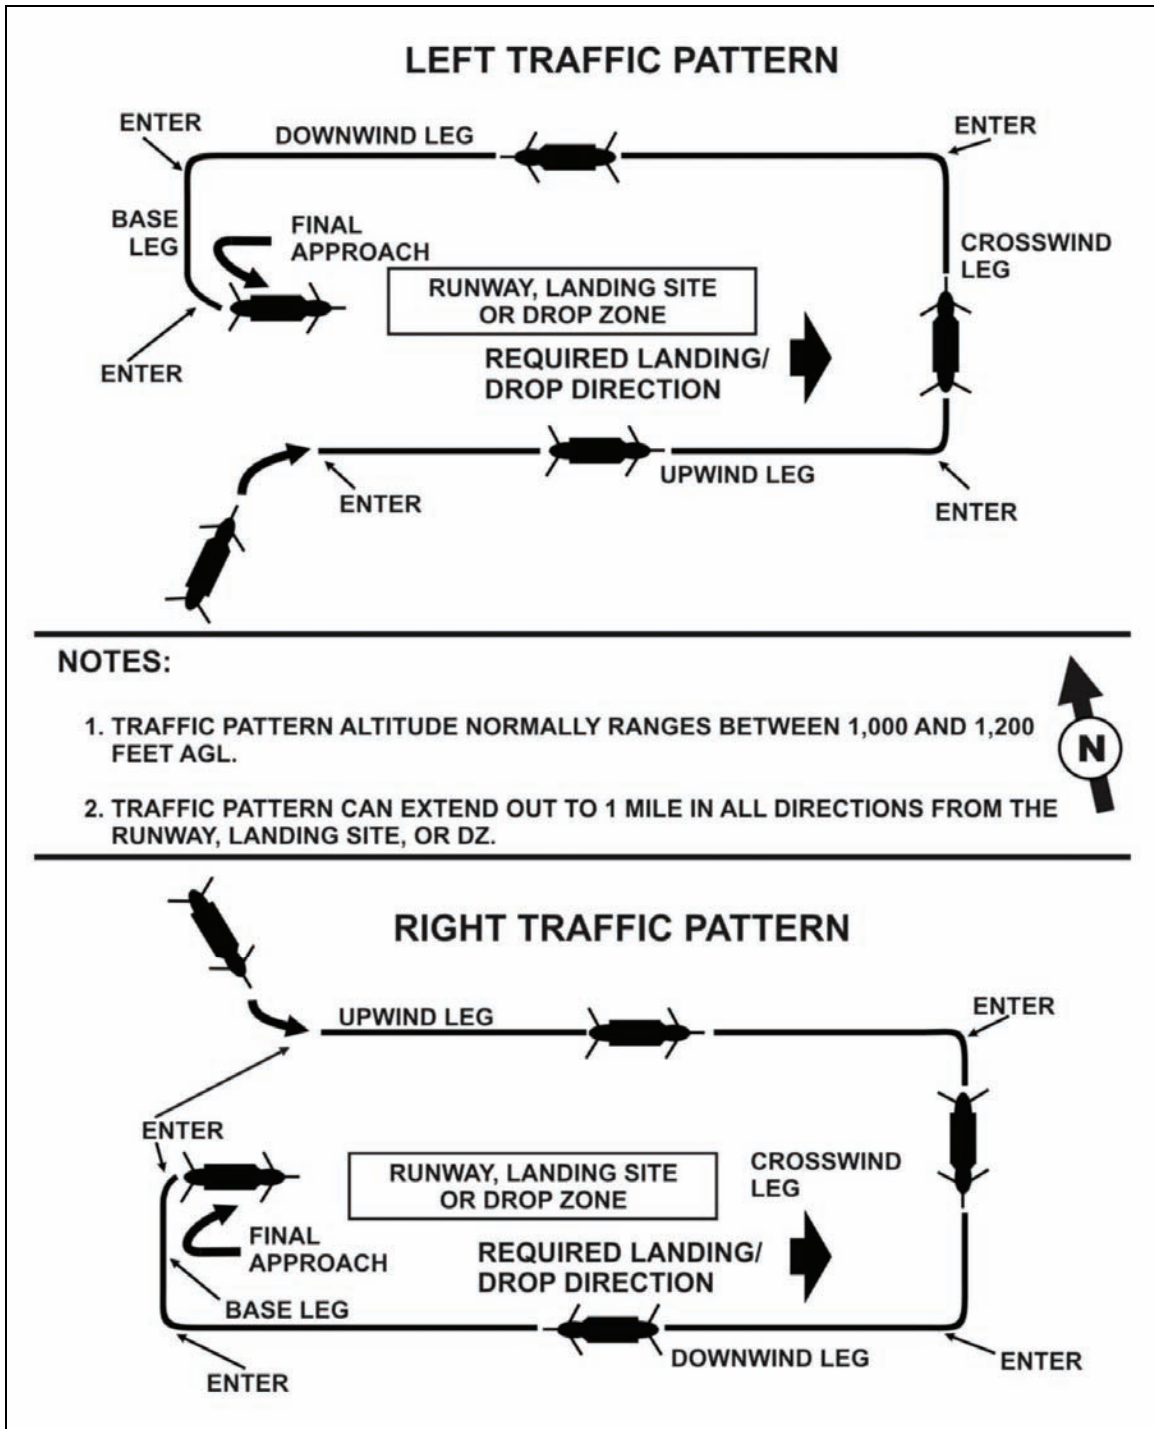 LEFT TRAFFIC PATTERN
ENTER
DOWNWIND LEG
ENTER
BASE
LEG
FINAL
APPROACH
CROSSWIND
LEG
RUNWAY, LANDING SITE
OR DROP ZONE
ENTER
REQUIRED LANDING/
DROP DIRECTION
UPWIND LEG
ENTER
ENTER
NOTES:
1. TRAFFIC PATTERN ALTITUDE NORMALLY RANGES BETWEEN 1,000 AND 1,200
FEET AGL.
N
2. TRAFFIC PATTERN CAN EXTEND OUT TO 1 MILE IN ALL DIRECTIONS FROM THE
RUNWAY, LANDING SITE, OR DZ.
RIGHT TRAFFIC PATTERN
UPWIND LEG
ENTER
ENTER
RUNWAY, LANDING SITE
OR DROP ZONE
CROSSWIND
LEG
FINAL
APPROACH
REQUIRED LANDING/
DROP DIRECTION
BASE LEG
DOWNWIND LEG
ENTER
ENTER